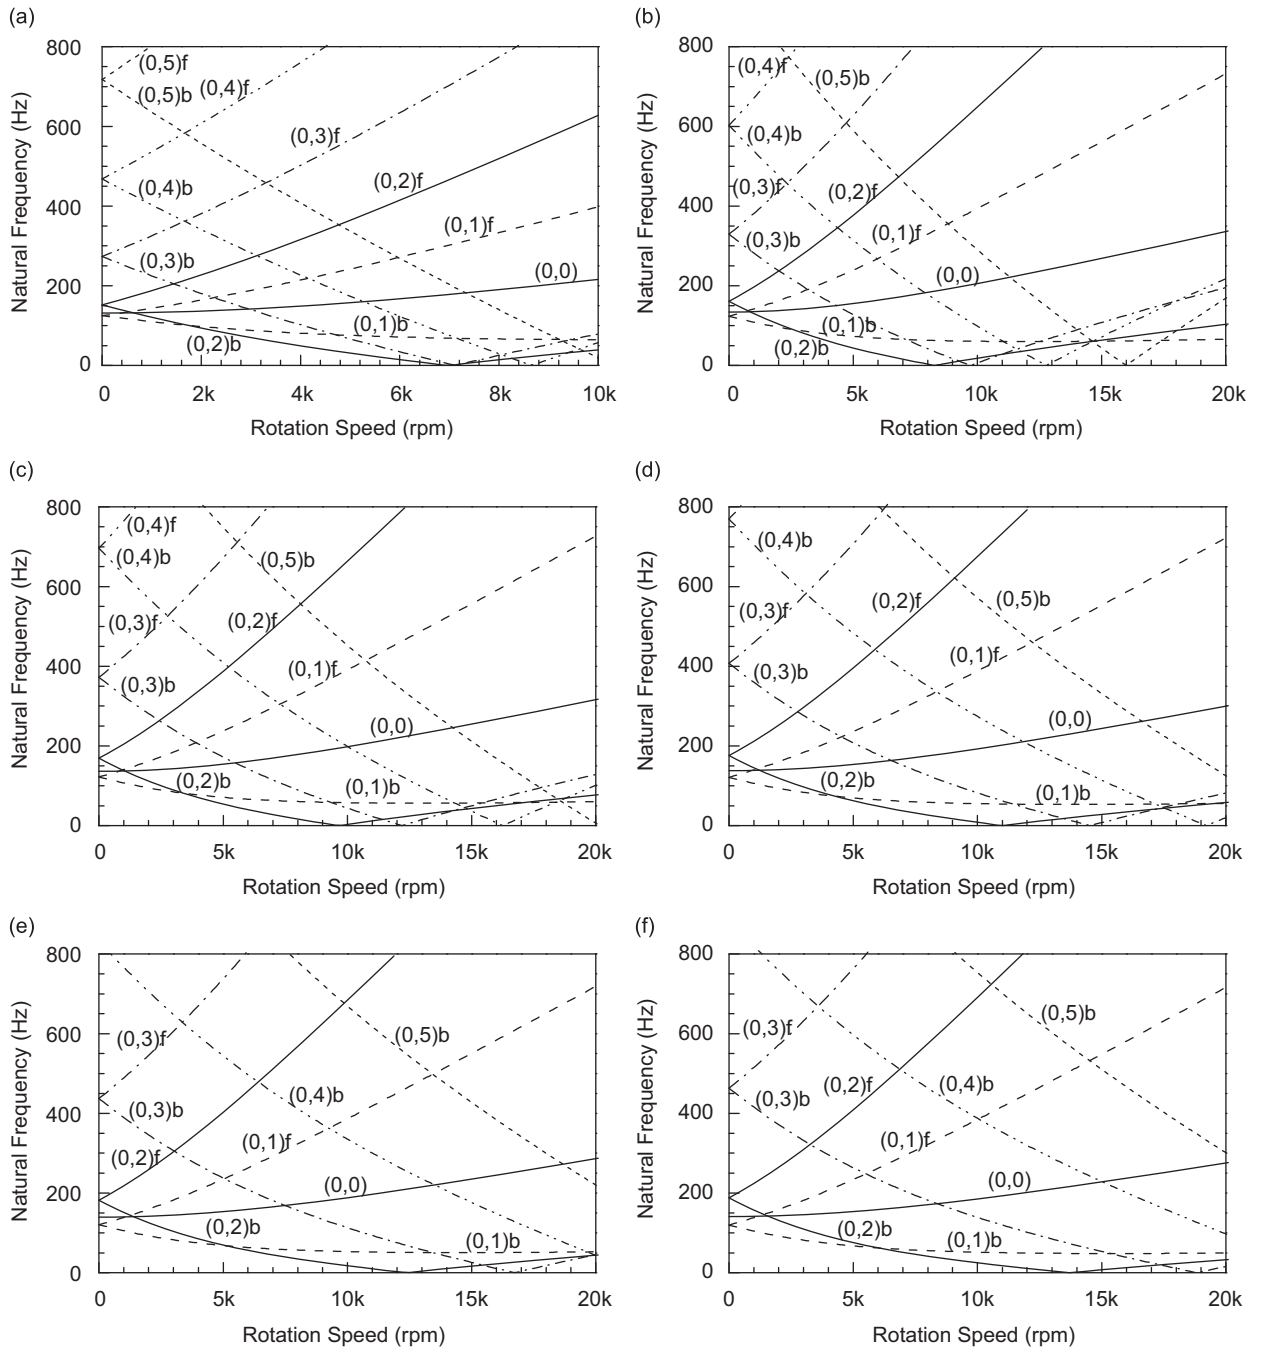 (a)
800
600
400
200
0
Natural Frequency (Hz)
(0,5)f
(0,5)b
(0,4)f
(0,3)f
(0,4)b
(0,2)f
(0,1)f
(0,3)b
(0,0)
(0,1)b
(0,2)b
0 2k 4k 6k 8k 10k
Rotation Speed (rpm)
(b)
800
600
400
200
0
Natural Frequency (Hz)
(0,4)f
(0,5)b
(0,4)b
(0,3)f
(0,2)f
(0,3)b
(0,1)f
(0,0)
(0,1)b
(0,2)b
0 5k 10k 15k 20k
Rotation Speed (rpm)
(c)
800
600
400
200
0
Natural Frequency (Hz)
(0,4)f
(0,4)b
(0,5)b
(0,3)f
(0,2)f
(0,3)b
(0,1)f
(0,0)
(0,2)b
(0,1)b
0 5k 10k 15k 20k
Rotation Speed (rpm)
(d)
800
600
400
200
0
Natural Frequency (Hz)
(0,4)b
(0,3)f
(0,2)f
(0,5)b
(0,3)b
(0,1)f
(0,0)
(0,2)b
(0,1)b
0 5k 10k 15k 20k
Rotation Speed (rpm)
(e)
800
600
400
200
0
Natural Frequency (Hz)
(0,3)f
(0,5)b
(0,3)b
(0,4)b
(0,2)f
(0,1)f
(0,0)
(0,2)b
(0,1)b
0 5k 10k 15k 20k
Rotation Speed (rpm)
(f)
800
600
400
200
0
Natural Frequency (Hz)
(0,3)f
(0,5)b
(0,3)b
(0,2)f
(0,4)b
(0,1)f
(0,0)
(0,2)b
(0,1)b
0 5k 10k 15k 20k
Rotation Speed (rpm)